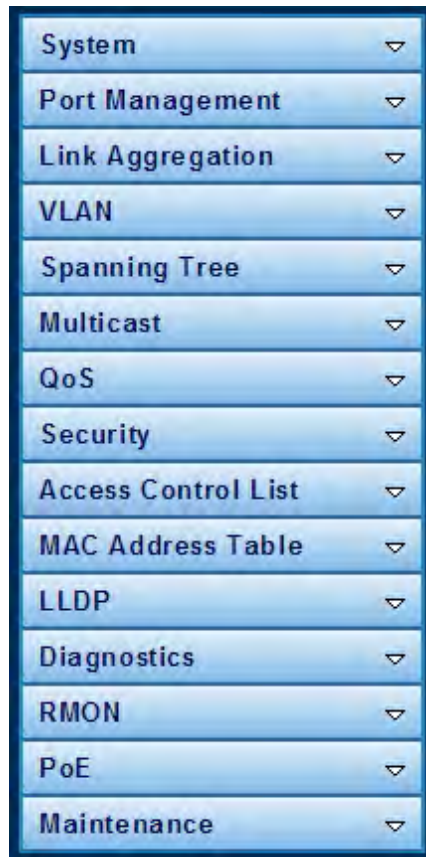 System
Port Management
Link Aggregation
VLAN
Spanning Tree
Multicast
QoS
Security
Access Control List
MAC Address Table
LLDP
Diagnostics
RMON
PoE
Maintenance